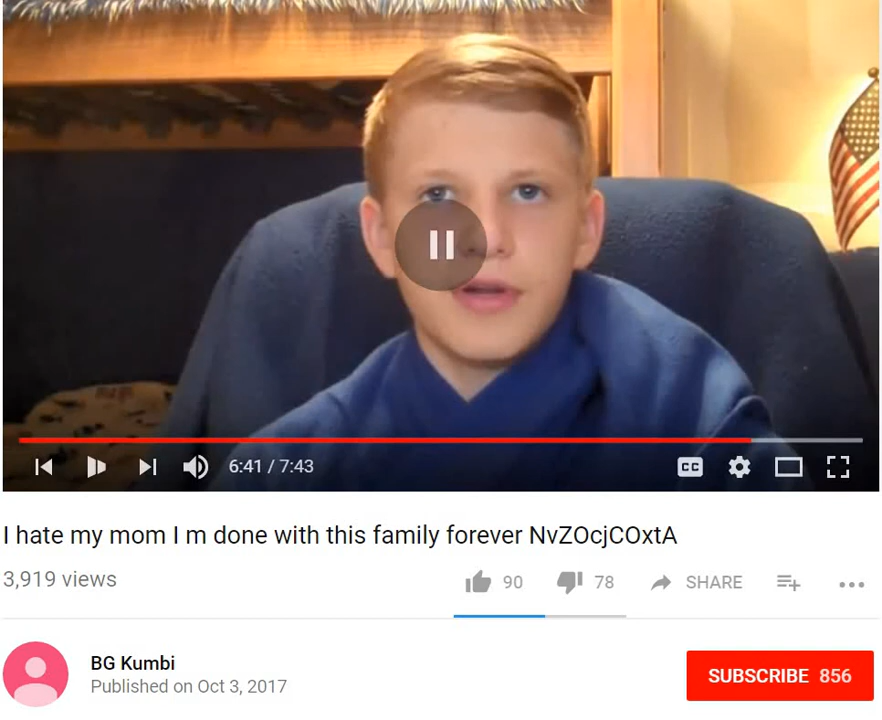 6:41 / 7:43
CC
I hate my mom I m done with this family forever NvZOcjCOxtA
3,919 views
90
78
SHARE
BG Kumbi
Published on Oct 3, 2017
SUBSCRIBE 856